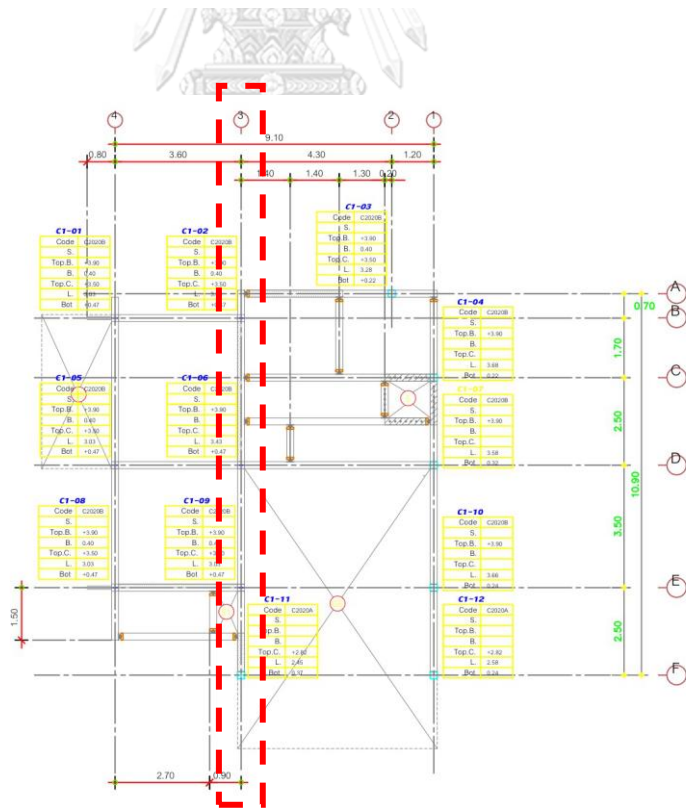 4
3
2
1
9.10
0.80
3.60
4.30
1.20
1.40
1.40
1.30
0.20
C1-01
Code C2020B
S.
Top.B. +3.90
B. 0.40
Top.C. +3.50
L.
Bot +0.47
C1-02
Code C2020B
S.
Top.B.
B. 0.40
Top.C. +3.50
L.
Bot
C1-03
Code C2020B
S.
Top.B. +3.90
B. 0.40
Top.C. +3.50
L. 3.28
Bot +0.22
A
0.70
B
C1-04
Code C2020B
S.
Top.B. +3.90
B.
Top.C.
L. 3.68
Bot 0.22
1.70
C
C1-05
Code C2020B
S.
Top.B. +3.90
B. 0.40
Top.C. +3.50
L. 3.03
Bot +0.47
C1-06
Code C2020B
S.
Top.B. +3.90
B.
Top.C.
L. 3.43
Bot +0.47
C1-07
Code C2020B
S.
Top.B. +3.90
B.
Top.C.
L. 3.58
Bot 0.32
2.50
D
10.90
C1-08
Code C2020B
S.
Top.B. +3.90
B. 0.40
Top.C. +3.50
L. 3.03
Bot +0.47
C1-09
Code C2020B
S.
Top.B. +3.90
B.
Top.C.
L.
Bot +0.47
C1-10
Code C2020B
S.
Top.B. +3.90
B.
Top.C.
L. 3.66
Bot 0.24
3.50
E
1.50
C1-11
Code C2020A
S.
Top.B.
B.
Top.C. +2.82
L. 2.45
Bot 0.37
C1-12
Code C2020A
S.
Top.B.
B.
Top.C. +2.82
L. 2.58
Bot 0.24
2.50
F
2.70
0.90